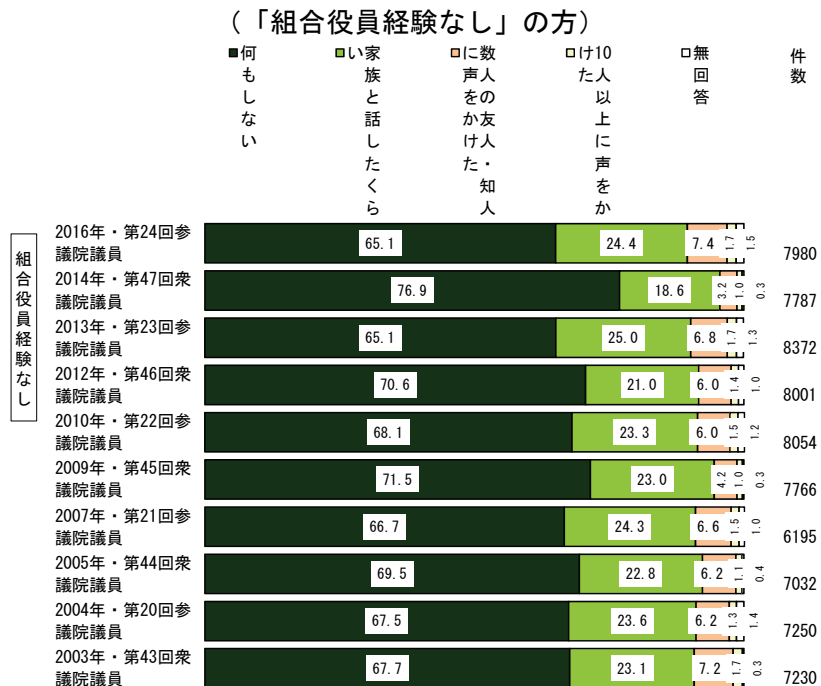 (「組合役員経験なし」の方)
何もしない
家族と話したくらい
数人の友人・知人に声をかけた
10人以上に声をかけた
無回答
件数
組合役員経験なし
2016年・第24回参
議院議員
65.1 24.4 7.4 1.7 1.5 7980
2014年・第47回衆
議院議員
76.9 18.6 3.2 1.0 0.3 7787
2013年・第23回参
議院議員
65.1 25.0 6.8 1.7 1.3 8372
2012年・第46回衆
議院議員
70.6 21.0 6.0 1.4 1.0 8001
2010年・第22回参
議院議員
68.1 23.3 6.0 1.5 1.2 8054
2009年・第45回衆
議院議員
71.5 23.0 4.2 1.0 0.3 7766
2007年・第21回参
議院議員
66.7 24.3 6.6 1.5 1.0 6195
2005年・第44回衆
議院議員
69.5 22.8 6.2 1.1 0.4 7032
2004年・第20回参
議院議員
67.5 23.6 6.2 1.3 1.4 7250
2003年・第43回衆
議院議員
67.7 23.1 7.2 1.7 0.3 7230